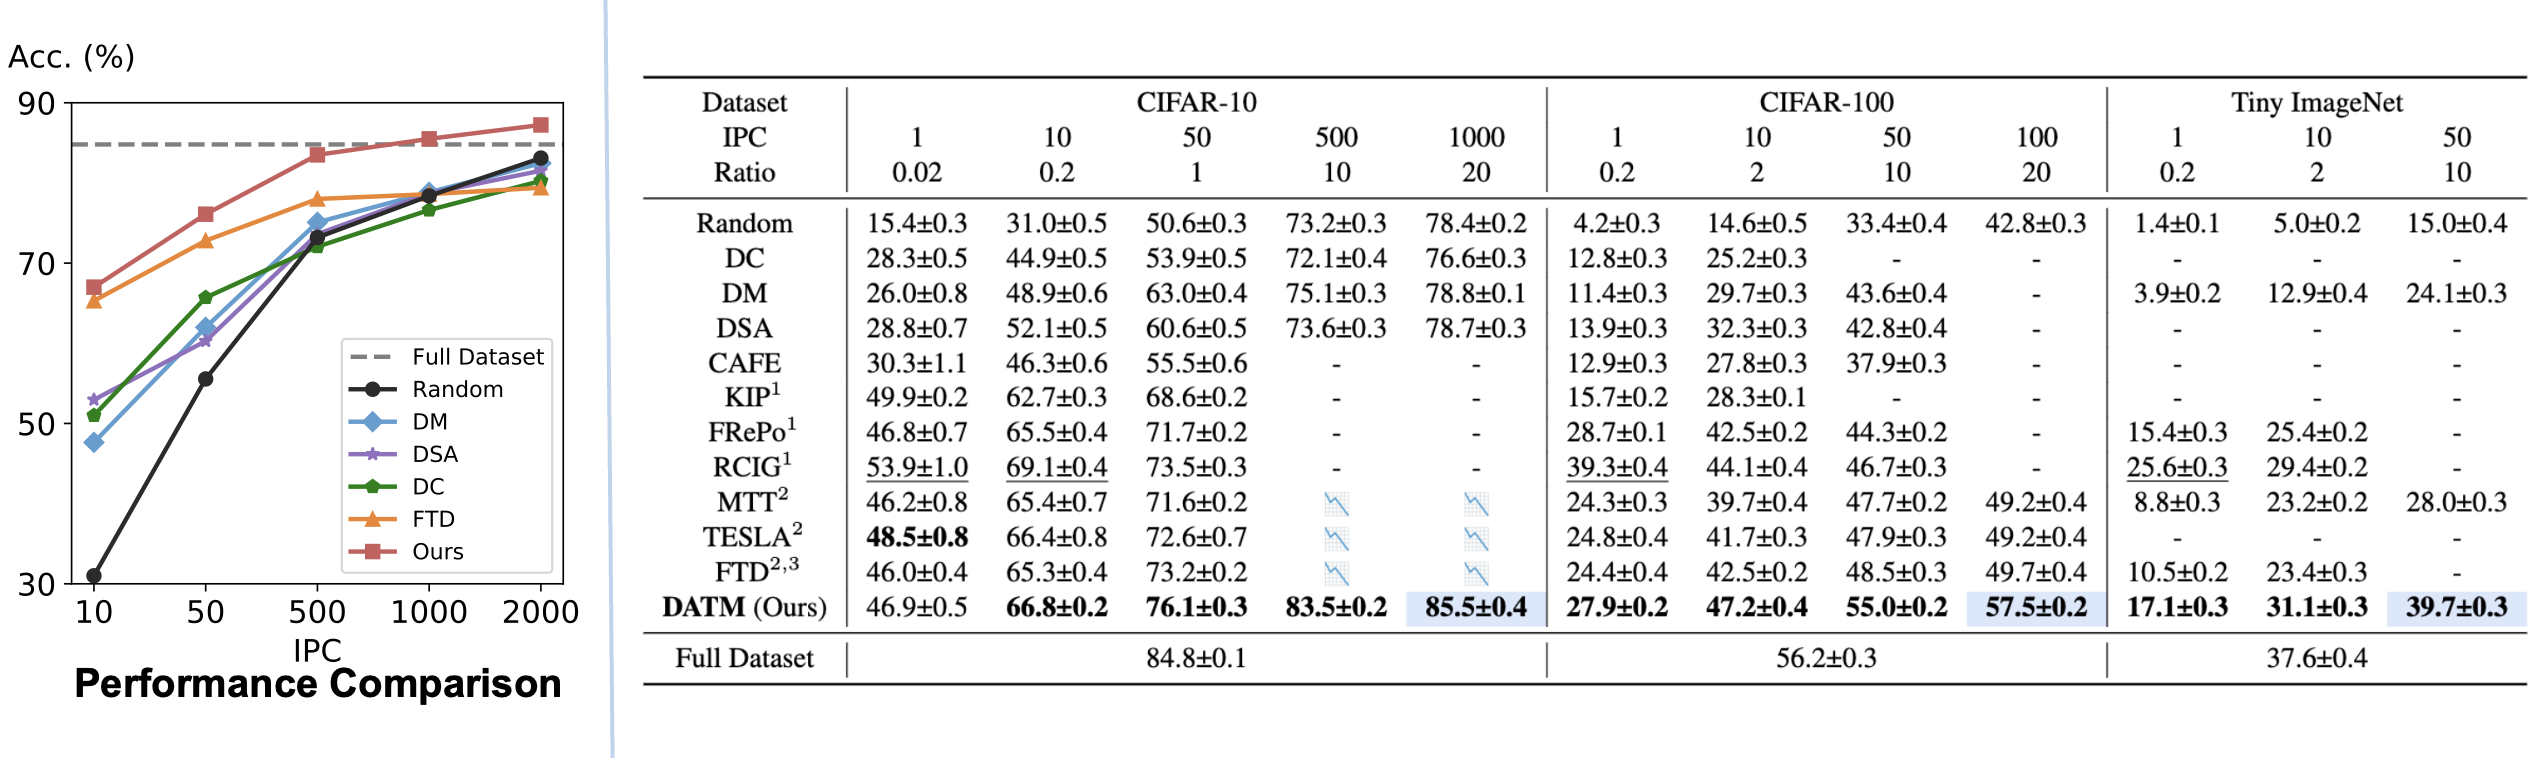 Acc. (%)
90
70
50
30
10 50 500 1000 2000
IPC
Full Dataset
Random
DM
DSA
DC
FTD
Ours
Performance Comparison
Dataset CIFAR-10 CIFAR-100 Tiny ImageNet
IPC 1 10 50 500 1000 1 10 50 100 1 10 50
Ratio 0.02 0.2 1 10 20 0.2 2 10 20 0.2 2 10
Random 15.4±0.3 31.0±0.5 50.6±0.3 73.2±0.3 78.4±0.2 4.2±0.3 14.6±0.5 33.4±0.4 42.8±0.3 1.4±0.1 5.0±0.2 15.0±0.4
DC 28.3±0.5 44.9±0.5 53.9±0.5 72.1±0.4 76.6±0.3 12.8±0.3 25.2±0.3 - - - - -
DM 26.0±0.8 48.9±0.6 63.0±0.4 75.1±0.3 78.8±0.1 11.4±0.3 29.7±0.3 43.6±0.4 - 3.9±0.2 12.9±0.4 24.1±0.3
DSA 28.8±0.7 52.1±0.5 60.6±0.5 73.6±0.3 78.7±0.3 13.9±0.3 32.3±0.3 42.8±0.4 - - - -
CAFE 30.3±1.1 46.3±0.6 55.5±0.6 - - 12.9±0.3 27.8±0.3 37.9±0.3 - - - -
KIP¹ 49.9±0.2 62.7±0.3 68.6±0.2 - - 15.7±0.2 28.3±0.1 - - - - -
FRePo¹ 46.8±0.7 65.5±0.4 71.7±0.2 - - 28.7±0.1 42.5±0.2 44.3±0.2 - 15.4±0.3 25.4±0.2 -
RCIG¹ 53.9±1.0 69.1±0.4 73.5±0.3 - - 39.3±0.4 44.1±0.4 46.7±0.3 - 25.6±0.3 29.4±0.2 -
MTT² 46.2±0.8 65.4±0.7 71.6±0.2 24.3±0.3 39.7±0.4 47.7±0.2 49.2±0.4 8.8±0.3 23.2±0.2 28.0±0.3
TESLA² 48.5±0.8 66.4±0.8 72.6±0.7 24.8±0.4 41.7±0.3 47.9±0.3 49.2±0.4 - - -
FTD²,³ 46.0±0.4 65.3±0.4 73.2±0.2 24.4±0.4 42.5±0.2 48.5±0.3 49.7±0.4 10.5±0.2 23.4±0.3 -
DATM (Ours) 46.9±0.5 66.8±0.2 76.1±0.3 83.5±0.2 85.5±0.4 27.9±0.2 47.2±0.4 55.0±0.2 57.5±0.2 17.1±0.3 31.1±0.3 39.7±0.3
Full Dataset 84.8±0.1 56.2±0.3 37.6±0.4